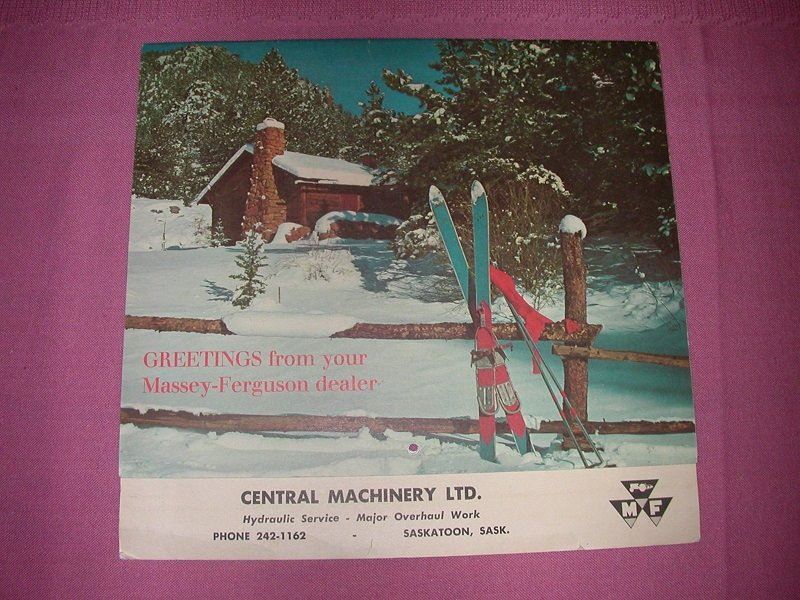 GREETINGS from your
Massey-Ferguson dealer
CENTRAL MACHINERY LTD.
Hydraulic Service - Major Overhaul Work
PHONE 242-1162 - SASKATOON, SASK.
M F